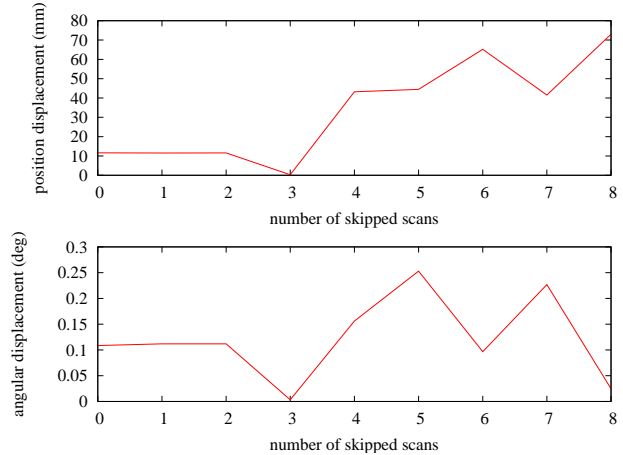 80
70
60
50
40
30
20
10
0
position displacement (mm)
0 1 2 3 4 5 6 7 8
number of skipped scans
0.3
0.25
0.2
0.15
0.1
0.05
0
angular displacement (deg)
0 1 2 3 4 5 6 7 8
number of skipped scans